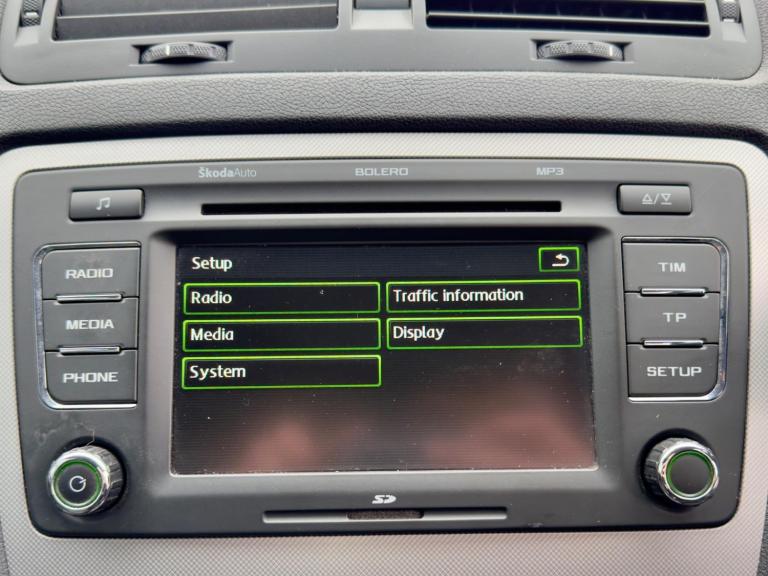 ŠkodaAuto BOLERO MP3
RADIO
MEDIA
PHONE
Setup
Radio
Traffic information
Media
Display
System
TIM
TP
SETUP
SD